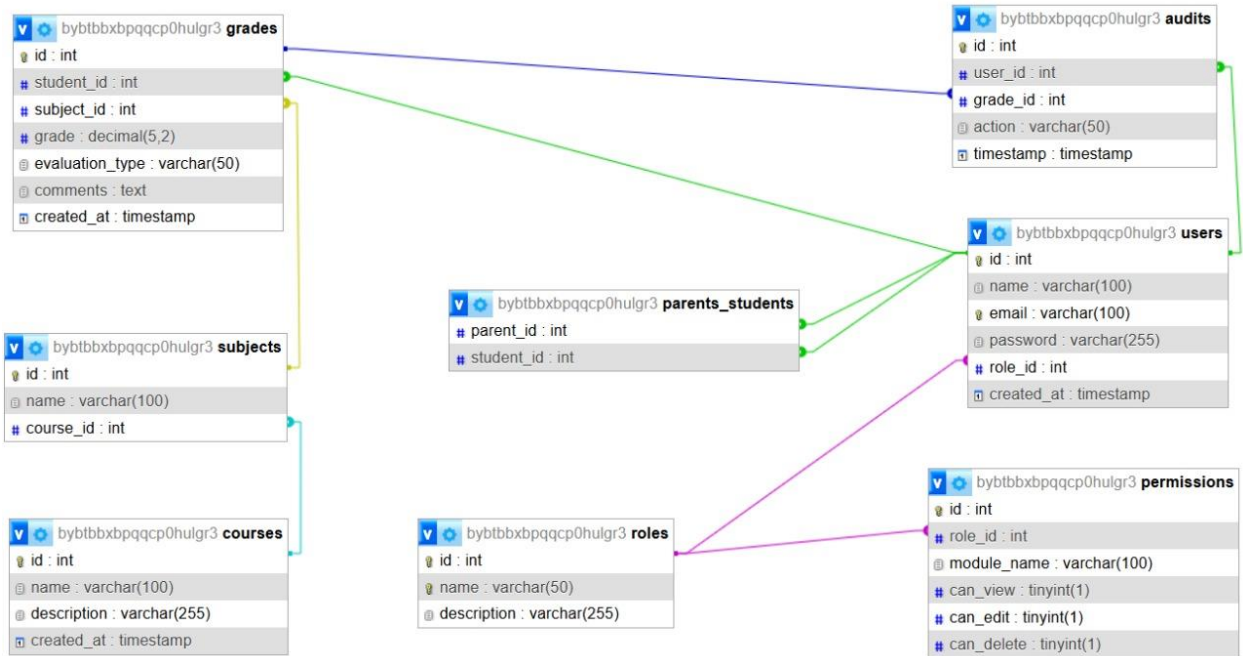 bybtbbxbpqqcp0hulgr3 grades
id : int
student_id : int
subject_id : int
grade : decimal(5,2)
evaluation_type : varchar(50)
comments : text
created_at : timestamp
bybtbbxbpqqcp0hulgr3 audits
id : int
user_id : int
grade_id : int
action : varchar(50)
timestamp : timestamp
bybtbbxbpqqcp0hulgr3 users
id : int
name : varchar(100)
email : varchar(100)
password : varchar(255)
role_id : int
created_at : timestamp
bybtbbxbpqqcp0hulgr3 parents_students
parent_id : int
student_id : int
bybtbbxbpqqcp0hulgr3 subjects
id : int
name : varchar(100)
course_id : int
bybtbbxbpqqcp0hulgr3 courses
id : int
name : varchar(100)
description : varchar(255)
created_at : timestamp
bybtbbxbpqqcp0hulgr3 roles
id : int
name : varchar(50)
description : varchar(255)
bybtbbxbpqqcp0hulgr3 permissions
id : int
role_id : int
module_name : varchar(100)
can_view : tinyint(1)
can_edit : tinyint(1)
can_delete : tinyint(1)